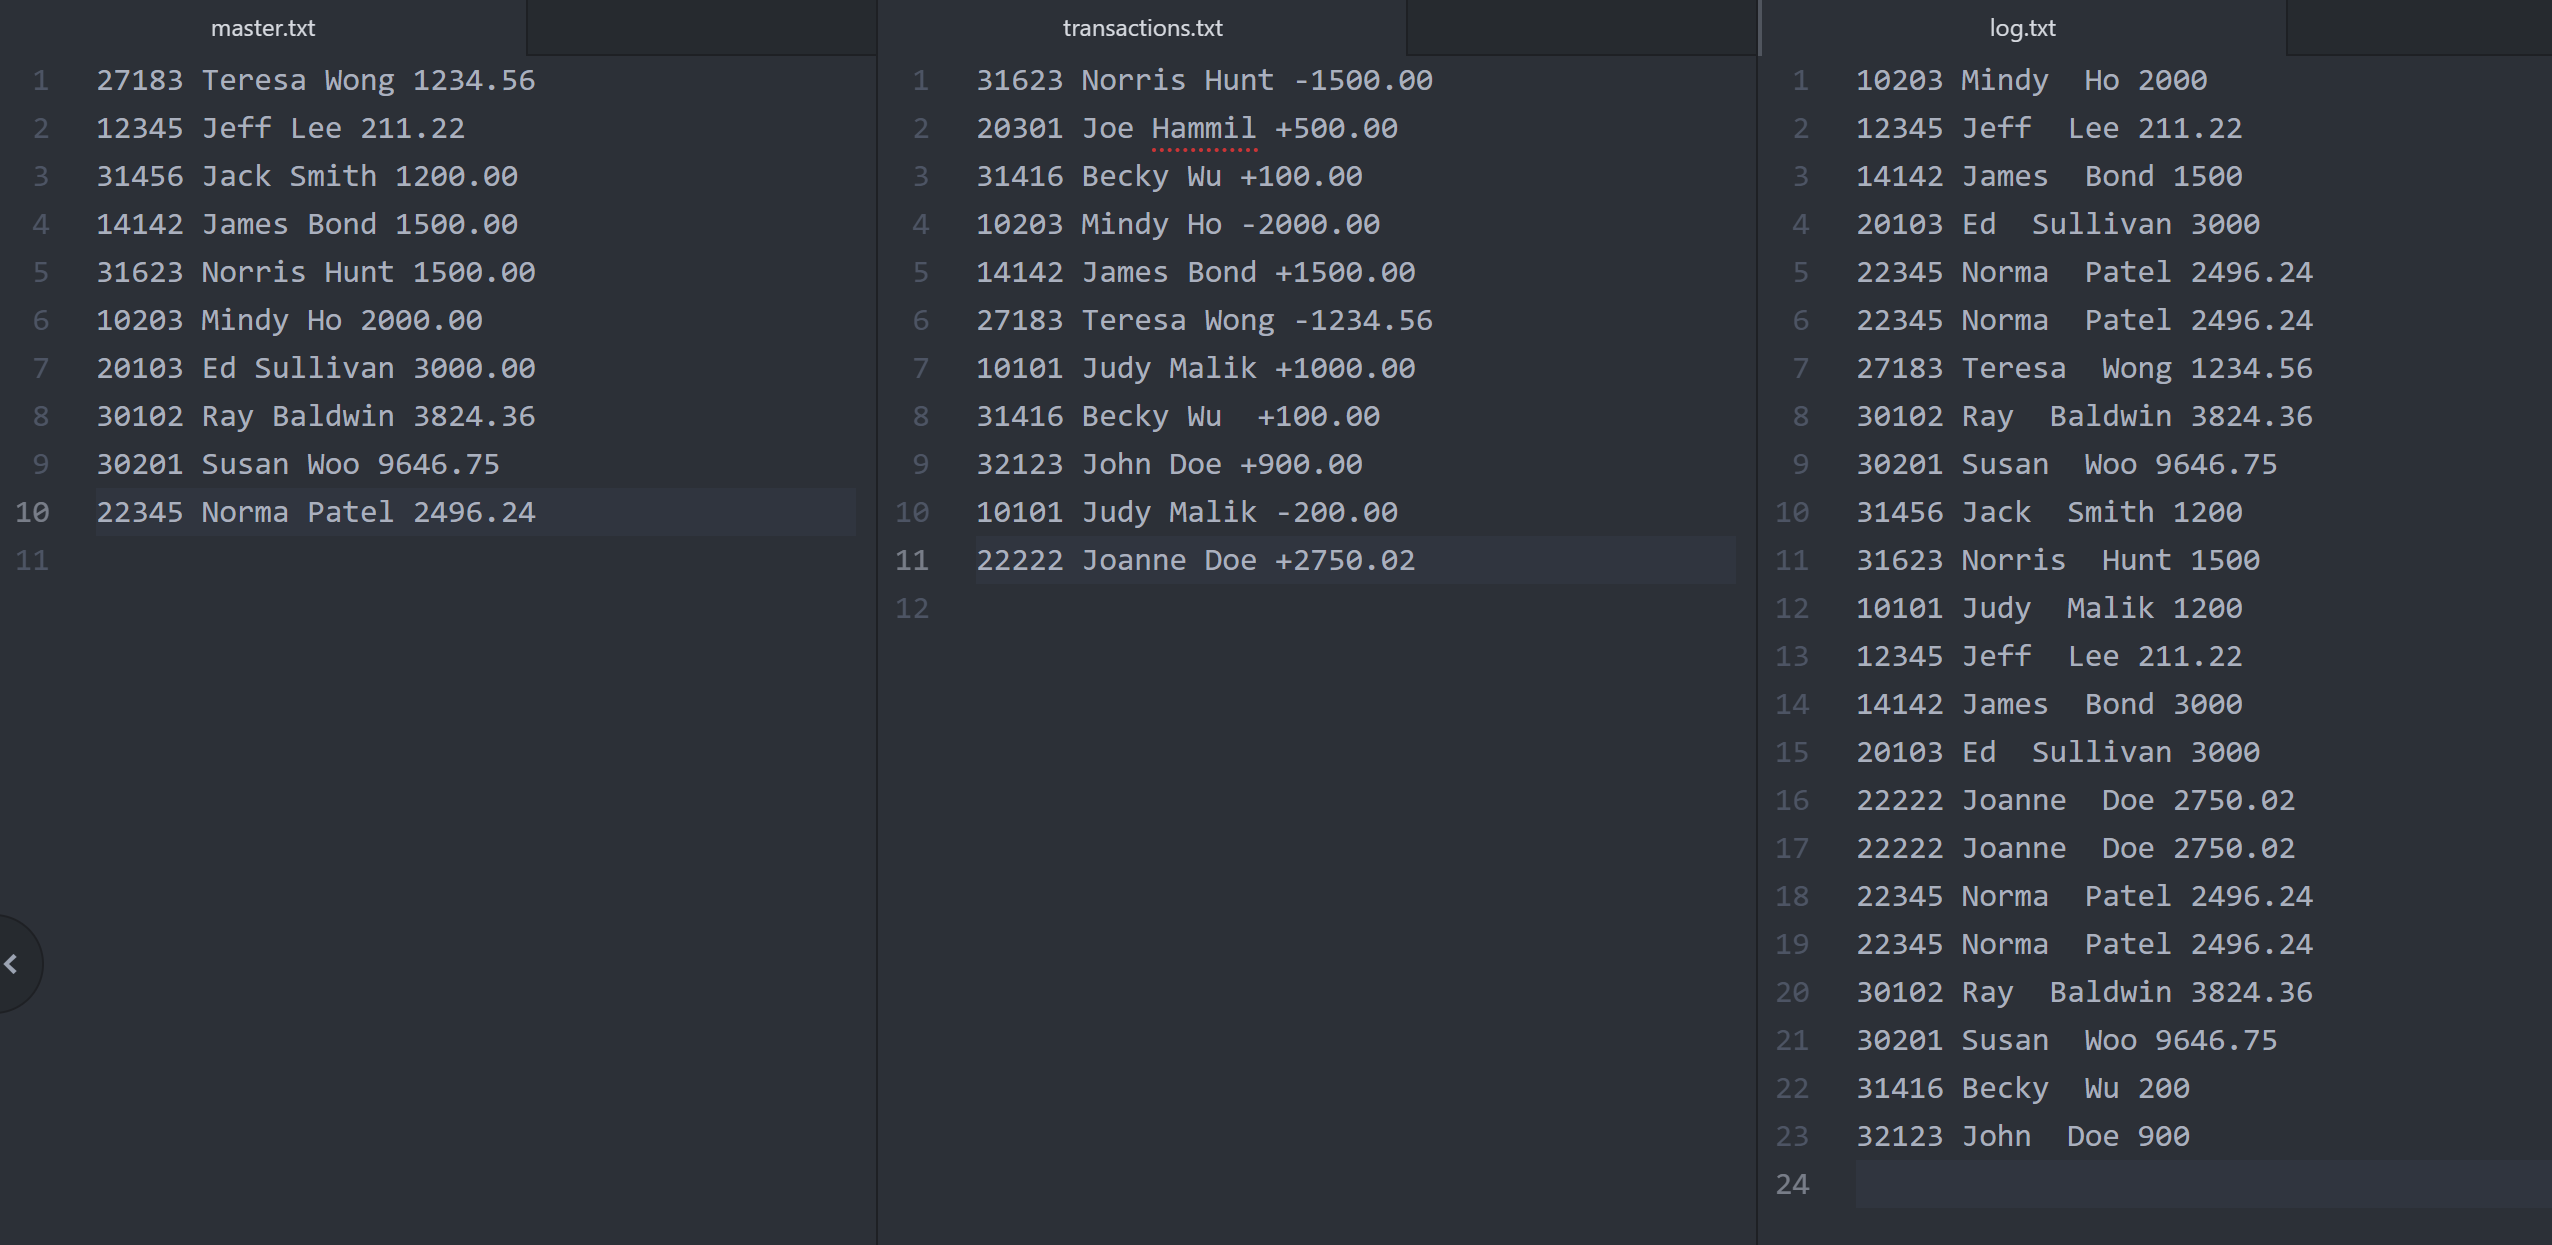 master.txt
1 27183 Teresa Wong 1234.56
2 12345 Jeff Lee 211.22
3 31456 Jack Smith 1200.00
4 14142 James Bond 1500.00
5 31623 Norris Hunt 1500.00
6 10203 Mindy Ho 2000.00
7 20103 Ed Sullivan 3000.00
8 30102 Ray Baldwin 3824.36
9 30201 Susan Woo 9646.75
10 22345 Norma Patel 2496.24
11
transactions.txt
1 31623 Norris Hunt -1500.00
2 20301 Joe Hammil +500.00
3 31416 Becky Wu +100.00
4 10203 Mindy Ho -2000.00
5 14142 James Bond +1500.00
6 27183 Teresa Wong -1234.56
7 10101 Judy Malik +1000.00
8 31416 Becky Wu  +100.00
9 32123 John Doe +900.00
10 10101 Judy Malik -200.00
11 22222 Joanne Doe +2750.02
12
log.txt
1 10203 Mindy  Ho 2000
2 12345 Jeff  Lee 211.22
3 14142 James  Bond 1500
4 20103 Ed  Sullivan 3000
5 22345 Norma  Patel 2496.24
6 22345 Norma  Patel 2496.24
7 27183 Teresa  Wong 1234.56
8 30102 Ray  Baldwin 3824.36
9 30201 Susan  Woo 9646.75
10 31456 Jack  Smith 1200
11 31623 Norris  Hunt 1500
12 10101 Judy  Malik 1200
13 12345 Jeff  Lee 211.22
14 14142 James  Bond 3000
15 20103 Ed  Sullivan 3000
16 22222 Joanne  Doe 2750.02
17 22222 Joanne  Doe 2750.02
18 22345 Norma  Patel 2496.24
19 22345 Norma  Patel 2496.24
20 30102 Ray  Baldwin 3824.36
21 30201 Susan  Woo 9646.75
22 31416 Becky  Wu 200
23 32123 John  Doe 900
24